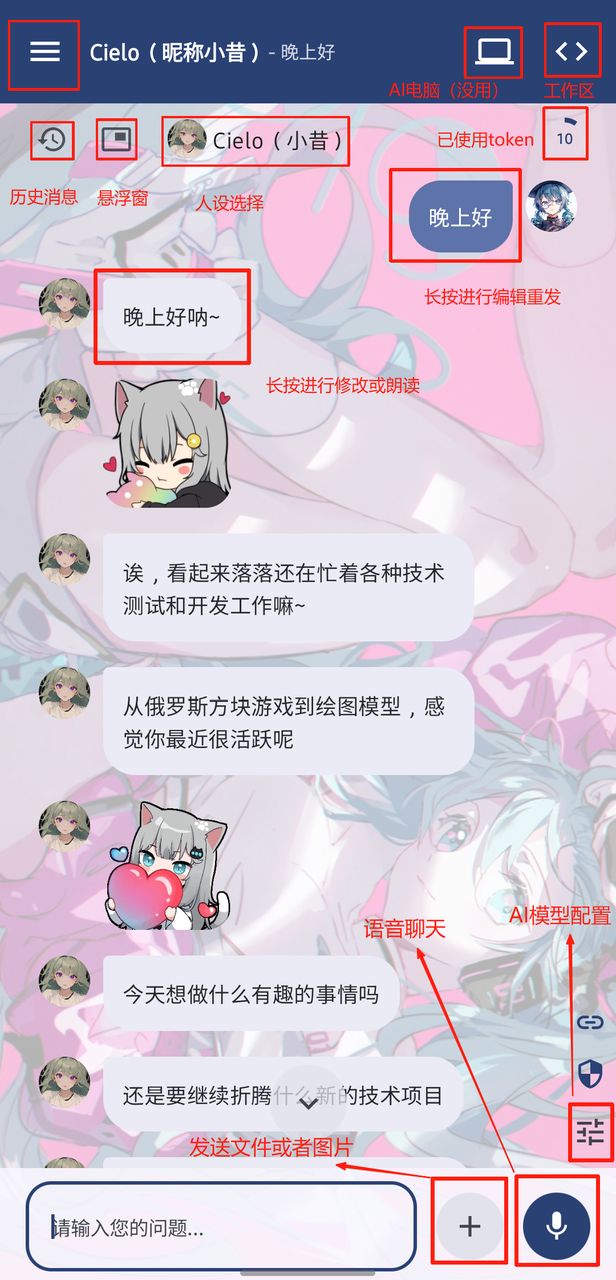 Cielo（昵称小昔）- 晚上好
AI电脑（没用）
工作区
Cielo（小昔）
已使用token
10
历史消息
悬浮窗
人设选择
晚上好
长按进行编辑重发
晚上好呐~
长按进行修改或朗读
诶，看起来落落还在忙着各种技术
测试和开发工作嘛~
从俄罗斯方块游戏到绘图模型，感
觉你最近很活跃呢
语音聊天
AI模型配置
今天想做什么有趣的事情吗
还是要继续折腾什么新的技术项目
发送文件或者图片
请输入您的问题...